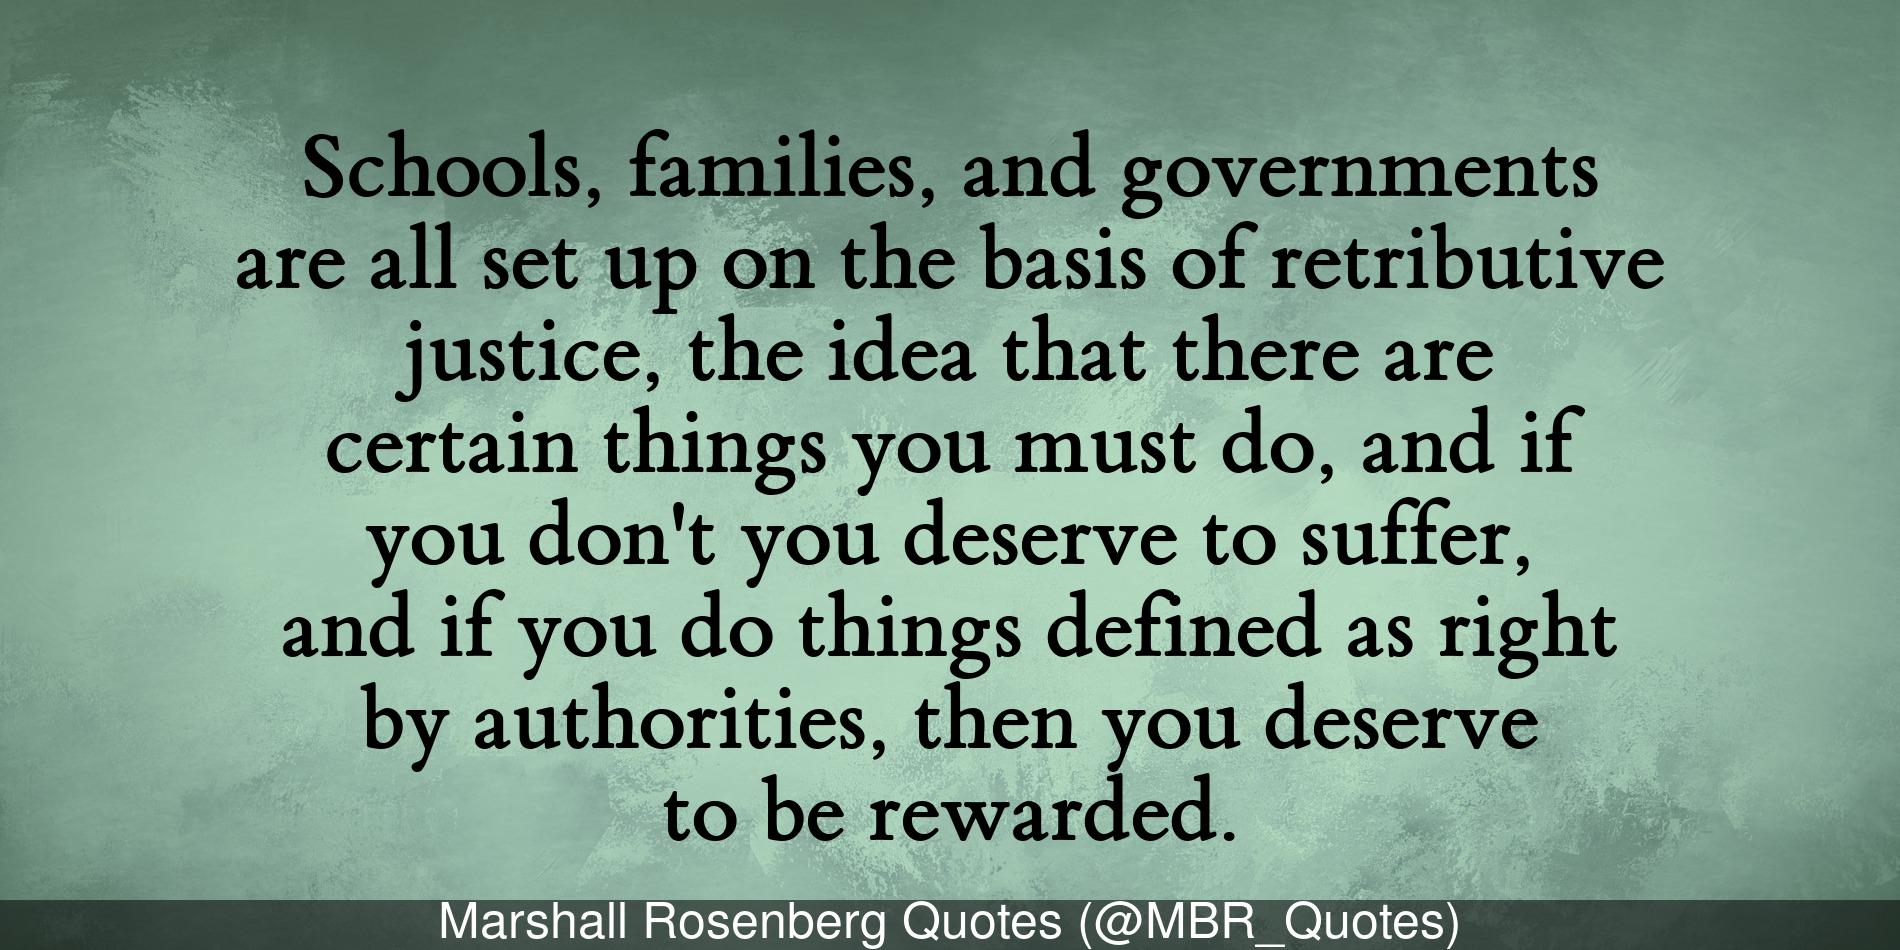 Schools, families, and governments
are all set up on the basis of retributive
justice, the idea that there are
certain things you must do, and if
you don't you deserve to suffer,
and if you do things defined as right
by authorities, then you deserve
to be rewarded.
Marshall Rosenberg Quotes (@MBR_Quotes)